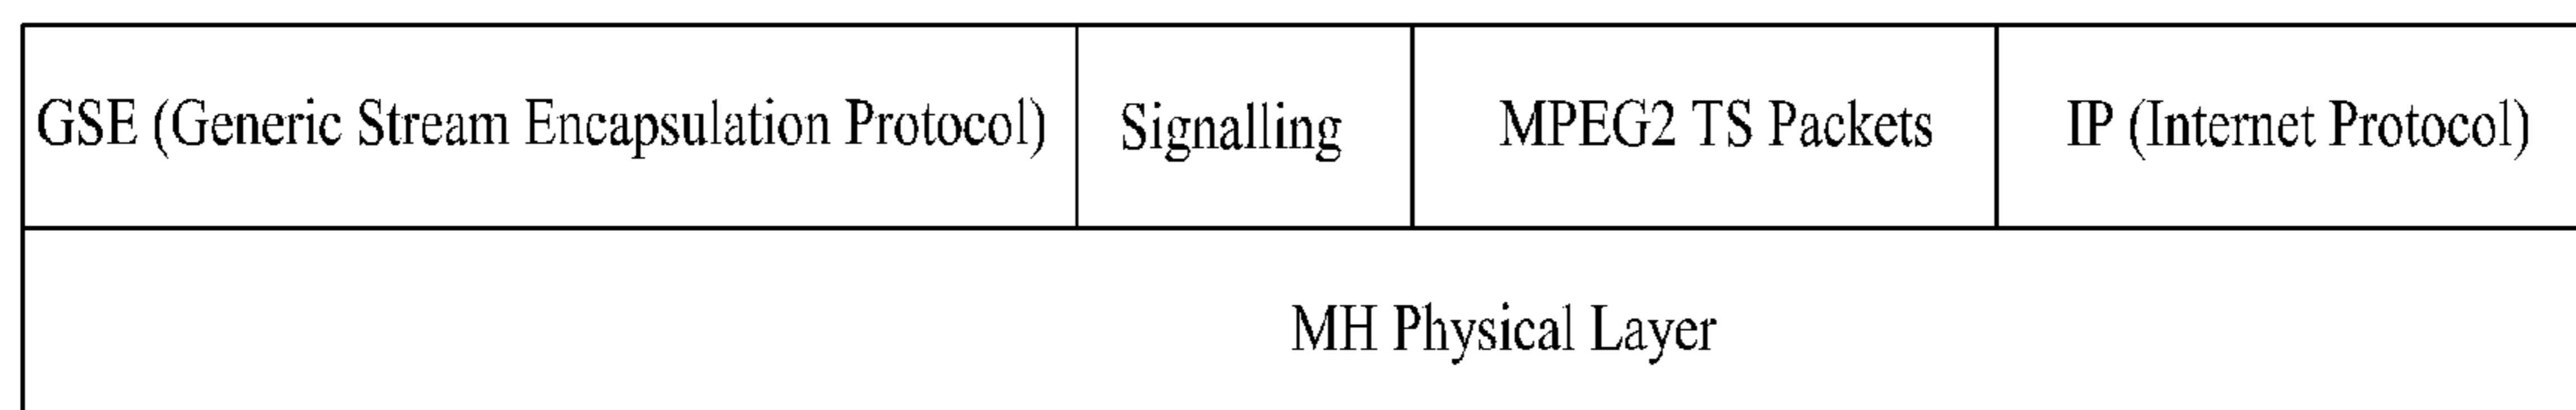 GSE (Generic Stream Encapsulation Protocol)
Signalling
MPEG2 TS Packets
IP (Internet Protocol)
MH Physical Layer